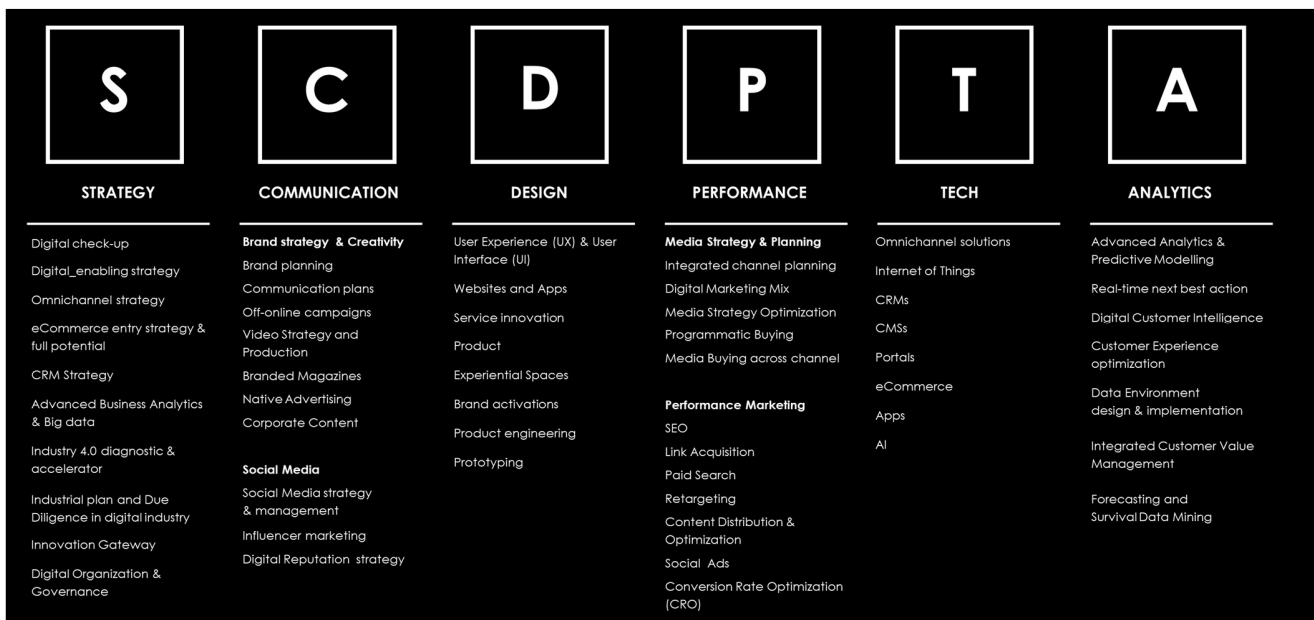 S
STRATEGY
Digital check-up
Digital_enabling strategy
Omnichannel strategy
eCommerce entry strategy &
full potential
CRM Strategy
Advanced Business Analytics
& Big data
Industry 4.0 diagnostic &
accelerator
Industrial plan and Due
Diligence in digital industry
Innovation Gateway
Digital Organization &
Governance
C
COMMUNICATION
Brand strategy & Creativity
Brand planning
Communication plans
Off-online campaigns
Video Strategy and
Production
Branded Magazines
Native Advertising
Corporate Content
Social Media
Social Media strategy
& management
Influencer marketing
Digital Reputation strategy
D
DESIGN
User Experience (UX) & User
Interface (UI)
Websites and Apps
Service innovation
Product
Experiential Spaces
Brand activations
Product engineering
Prototyping
P
PERFORMANCE
Media Strategy & Planning
Integrated channel planning
Digital Marketing Mix
Media Strategy Optimization
Programmatic Buying
Media Buying across channel
Performance Marketing
SEO
Link Acquisition
Paid Search
Retargeting
Content Distribution &
Optimization
Social Ads
Conversion Rate Optimization
(CRO)
T
TECH
Omnichannel solutions
Internet of Things
CRMs
CMSs
Portals
eCommerce
Apps
AI
A
ANALYTICS
Advanced Analytics &
Predictive Modelling
Real-time next best action
Digital Customer Intelligence
Customer Experience
optimization
Data Environment
design & implementation
Integrated Customer Value
Management
Forecasting and
Survival Data Mining